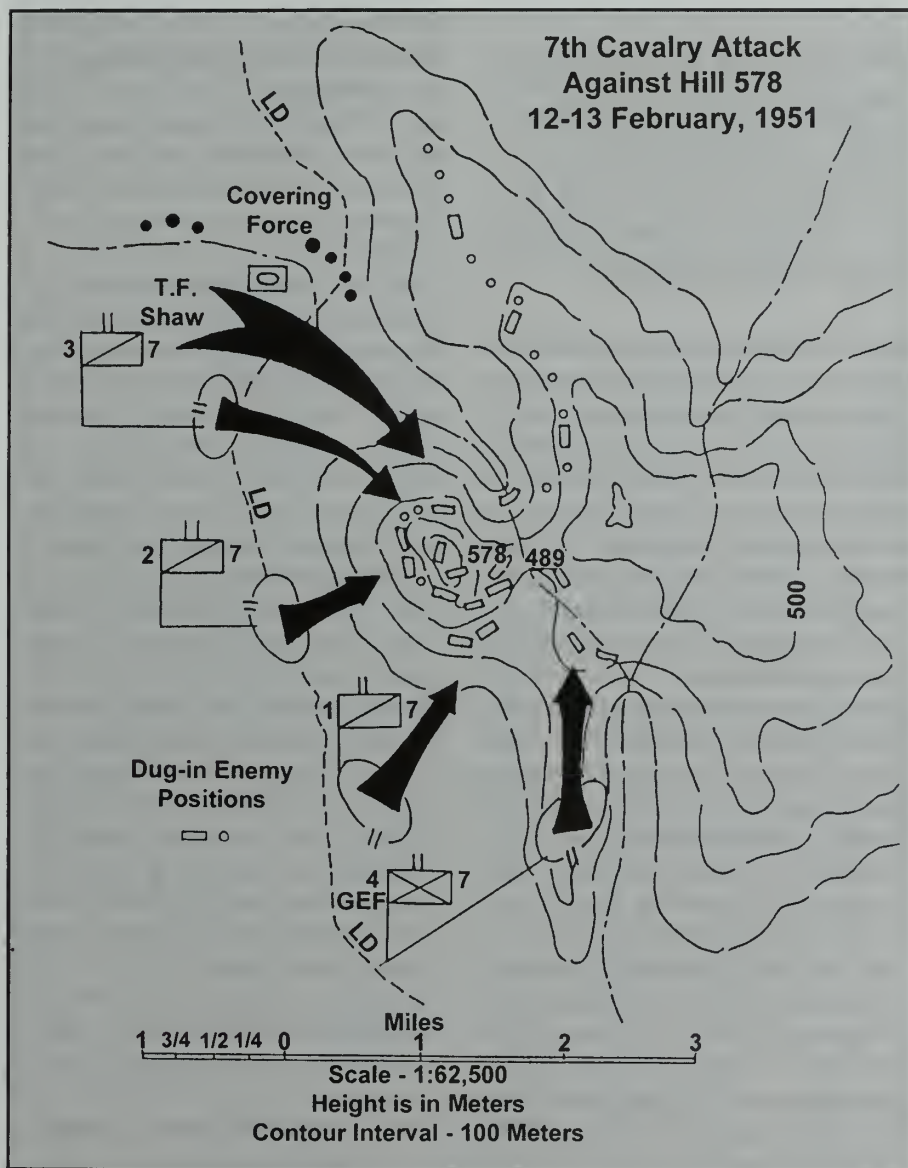 7th Cavalry Attack
Against Hill 578
12-13 February, 1951
LD
Covering
Force
T.F.
Shaw
3 7
LD
2 7
578 489
500
1 7
Dug-in Enemy
Positions
4 7
GEF
LD
Miles
1 3/4 1/2 1/4 0 1 2 3
Scale - 1:62,500
Height is in Meters
Contour Interval - 100 Meters